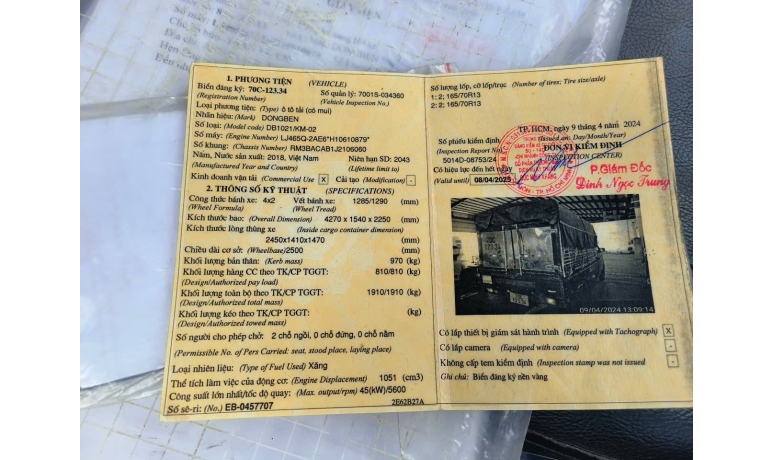 1. PHƯƠNG TIỆN (VEHICLE)
Biển đăng ký: 70C-123.34 Số quản lý: 7001S-034360
(Registration Number) (Vehicle Inspection No.)
Loại phương tiện: (Type) ô tô tải (có mui)
Nhãn hiệu: (Mark) DONGBEN
Số loại: (Model code) DB1021/KM-02
Số máy: (Engine Number) LJ465Q-2AE6*H10610879*
Số khung: (Chassis Number) RM3BACAB1J2106060
Năm, Nước sản xuất: 2018, Việt Nam Niên hạn SD: 2043
(Manufactured Year and Country) (Lifetime limit to)
Kinh doanh vận tải: (Commercial Use) X Cải tạo (Modification) -
2. THÔNG SỐ KỸ THUẬT (SPECIFICATIONS)
Công thức bánh xe: 4x2 Vết bánh xe: 1285/1290 (mm)
(Wheel Formula) (Wheel Tread)
Kích thước bao: (Overall Dimension) 4270 x 1540 x 2250 (mm)
Kích thước lòng thùng xe (Inside cargo container dimension)
2450x1410x1470 (mm)
Chiều dài cơ sở: (Wheelbase) 2500 (mm)
Khối lượng bản thân: (Kerb mass) 970 (kg)
Khối lượng hàng CC theo TK/CP TGGT: 810/810 (kg)
(Design/Authorized pay load)
Khối lượng toàn bộ theo TK/CP TGGT: 1910/1910 (kg)
(Design/Authorized total mass)
Khối lượng kéo theo TK/CP TGGT: (kg)
(Design/Authorized towed mass)
Số người cho phép chở: 2 chỗ ngồi, 0 chỗ đứng, 0 chỗ nằm
(Permissible No. of Pers Carried: seat, stood place, laying place)
Loại nhiên liệu: (Type of Fuel Used) Xăng
Thể tích làm việc của động cơ: (Engine Displacement) 1051 (cm3)
Công suất lớn nhất/tốc độ quay: (Max. output/rpm) 45(kW)/5600
2E62B27A
Số sê-ri: (No.) EB-0457707
Số lượng lốp, cỡ lốp/trục (Number of tires; Tire size/axle)
1: 2; 165/70R13
2: 2; 165/70R13
TP. HCM, ngày 9 tháng 4 năm 2024
(Issued on: Day/Month/Year)
Số phiếu kiểm định ĐƠN VỊ KIỂM ĐỊNH
(Inspection Report No) (INSPECTION CENTER)
5014D-08753/24
Có hiệu lực đến hết ngày
(Valid until) 08/04/2025
P.Giám Đốc
Đinh Ngọc Trung
09/04/2024 13:09:14
Có lắp thiết bị giám sát hành trình (Equipped with Tachograph) X
Có lắp camera (Equipped with camera) -
Không cấp tem kiểm định (Inspection stamp was not issued) -
Ghi chú: Biển đăng ký nền vàng